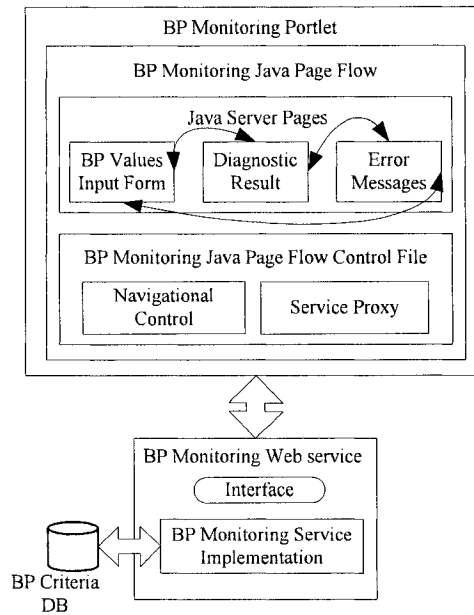 BP Monitoring Portlet
BP Monitoring Java Page Flow
Java Server Pages
BP Values
Input Form
Diagnostic
Result
Error
Messages
BP Monitoring Java Page Flow Control File
Navigational
Control
Service Proxy
BP Monitoring Web service
Interface
BP Monitoring Service
Implementation
BP Criteria
DB